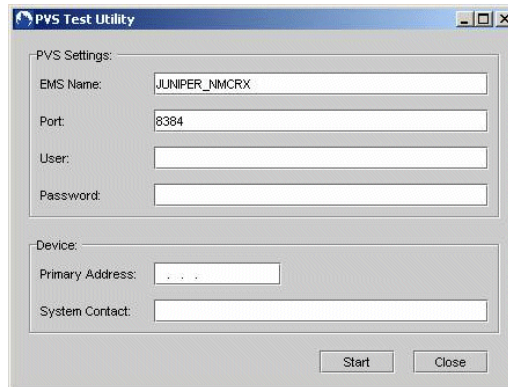 PVS Test Utility
PVS Settings:
EMS Name: JUNIPER_NMCRX
Port: 8384
User:
Password:
Device:
Primary Address: . . .
System Contact:
Start Close